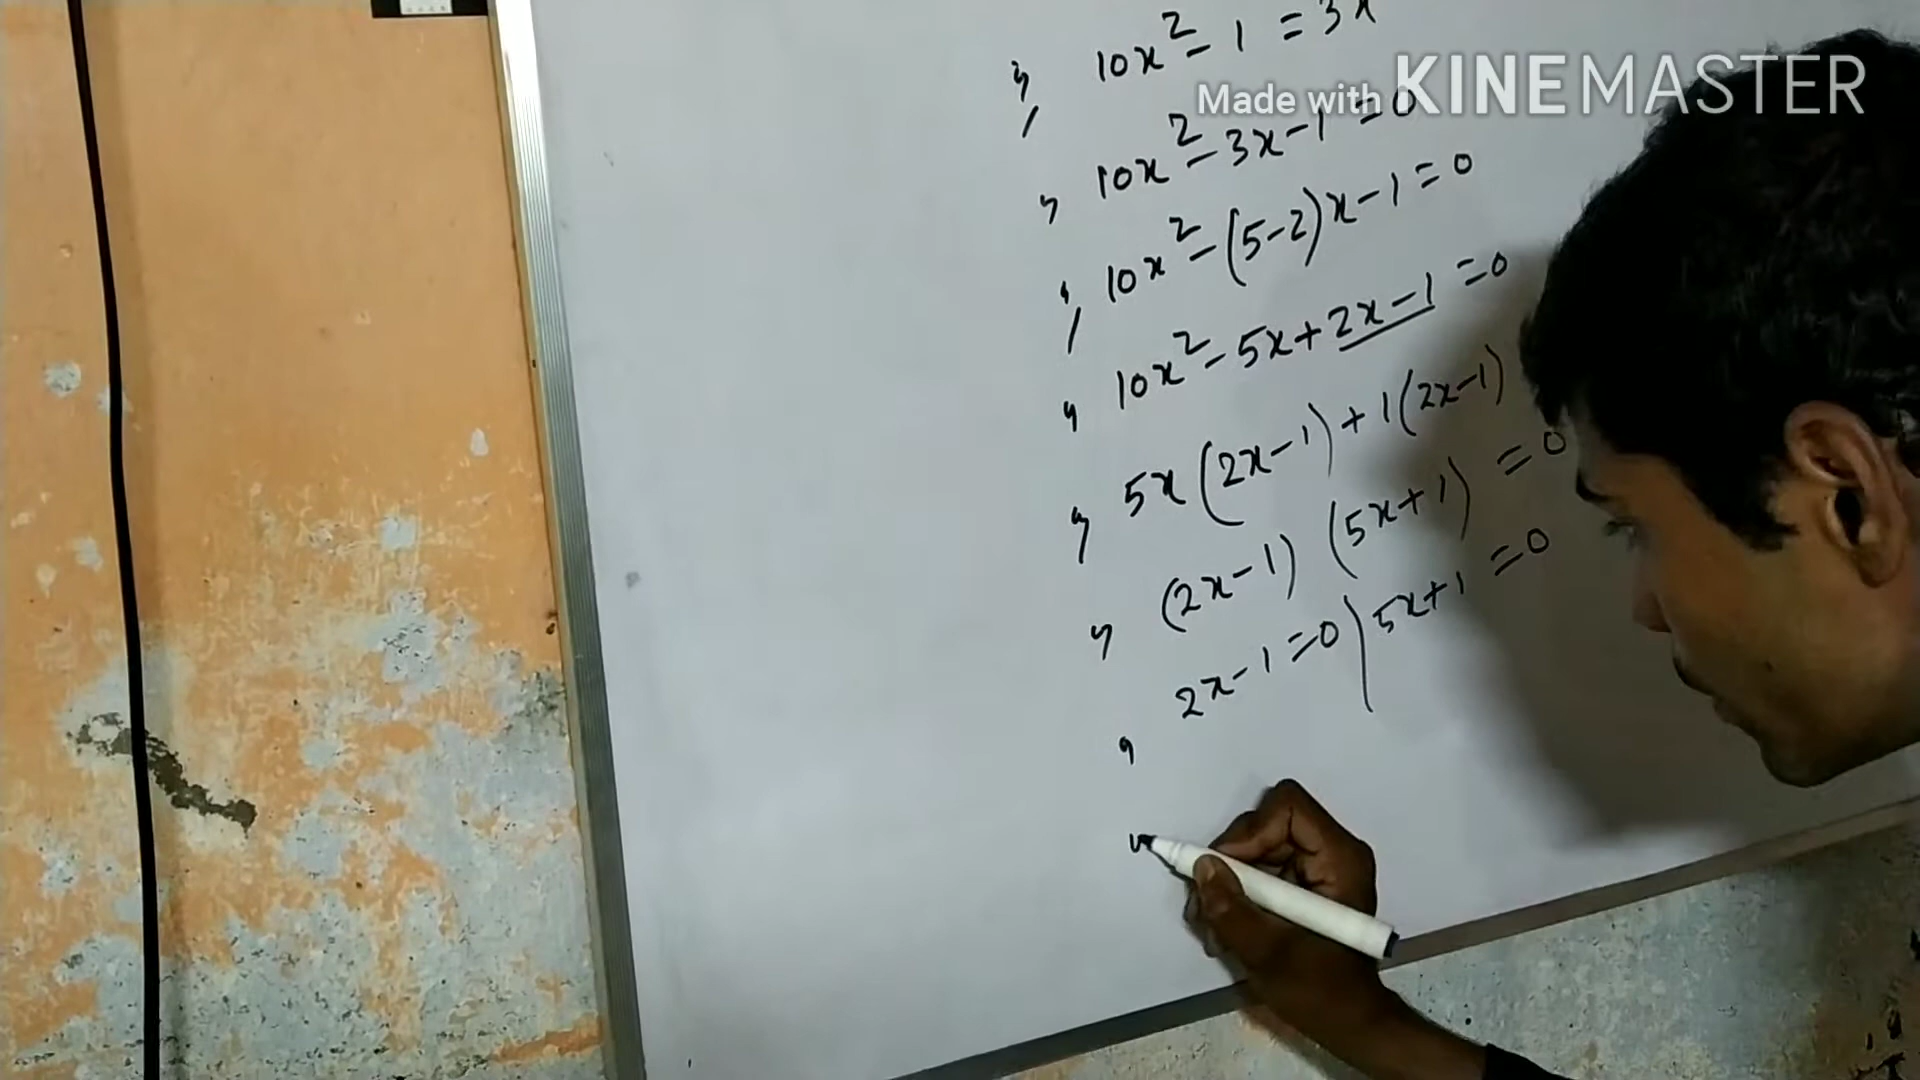 10x² - 1 = 3x
Made with KINEMASTER
10x² - 3x - 1 = 0
10x² - (5-2)x - 1 = 0
10x² - 5x + 2x - 1 = 0
5x(2x-1) + 1(2x-1)
(2x-1) (5x+1) = 0
2x-1=0 | 5x+1 = 0